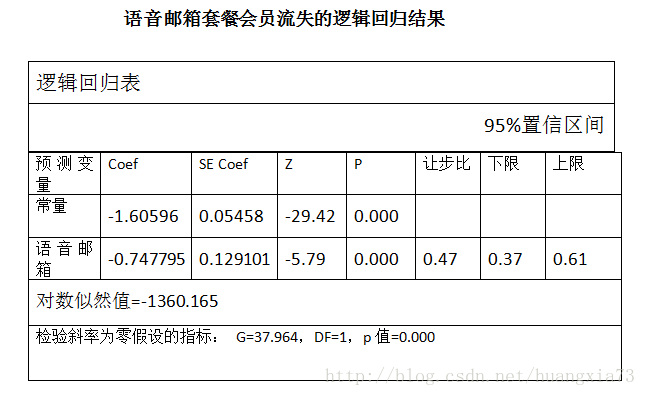 语音邮箱套餐会员流失的逻辑回归结果
逻辑回归表
95%置信区间
预测变量 Coef SE Coef Z P 让步比 下限 上限
常量 -1.60596 0.05458 -29.42 0.000
语音邮箱 -0.747795 0.129101 -5.79 0.000 0.47 0.37 0.61
对数似然值=-1360.165
检验斜率为零假设的指标： G=37.964，DF=1，p值=0.000
http://blog.csdn.net/huangxia73